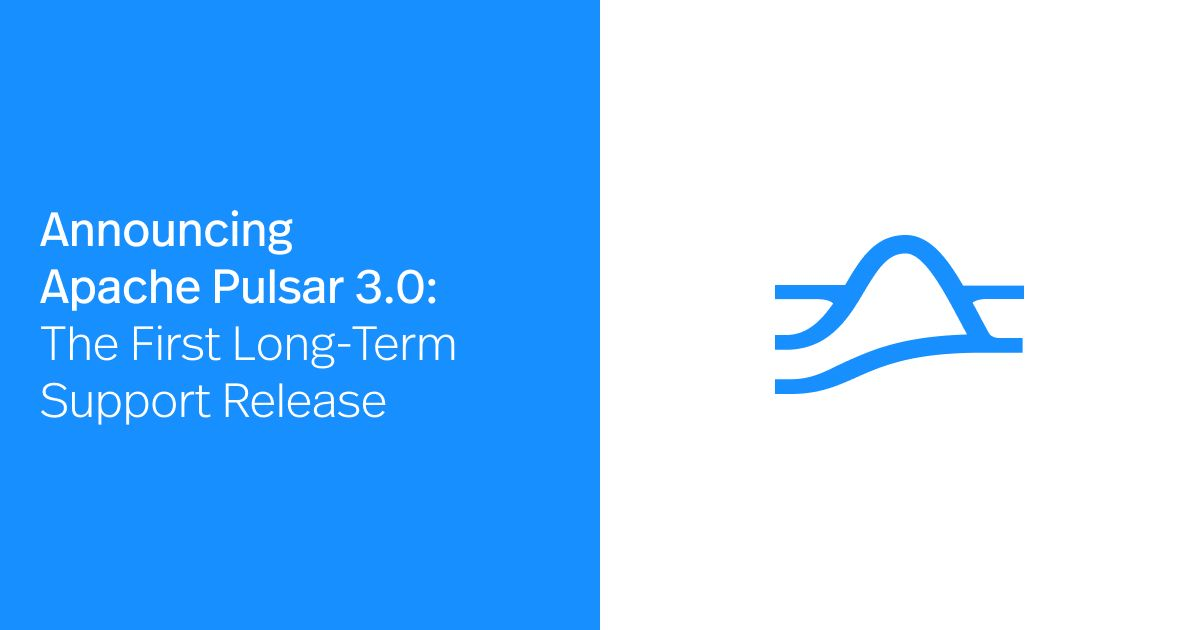 Announcing
Apache Pulsar 3.0:
The First Long-Term
Support Release